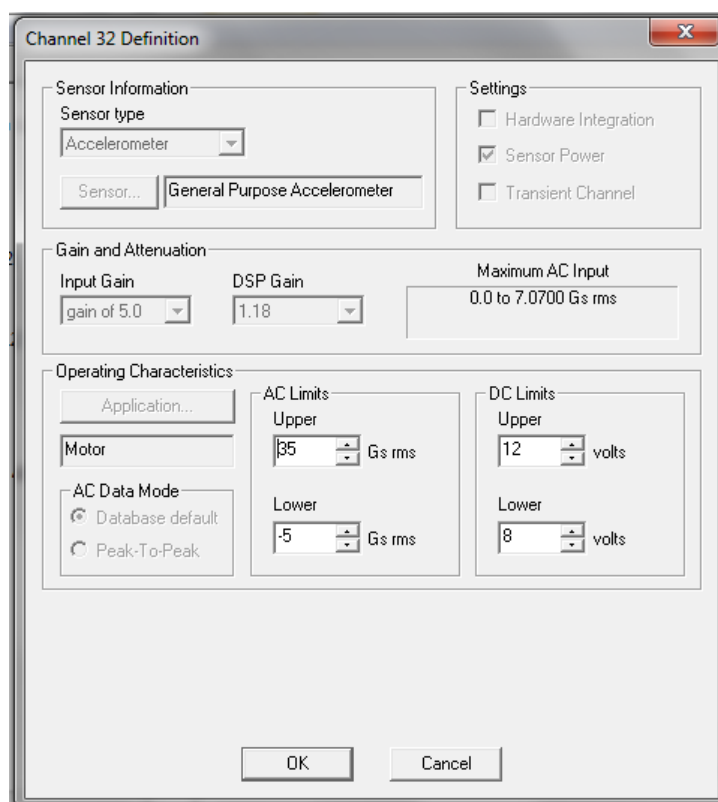 Channel 32 Definition
Sensor Information
Sensor type
Accelerometer
Sensor...
General Purpose Accelerometer
Settings
Hardware Integration
Sensor Power
Transient Channel
Gain and Attenuation
Input Gain
gain of 5.0
DSP Gain
1.18
Maximum AC Input
0.0 to 7.0700 Gs rms
Operating Characteristics
Application...
Motor
AC Data Mode
Database default
Peak-To-Peak
AC Limits
Upper
35 Gs rms
Lower
-5 Gs rms
DC Limits
Upper
12 volts
Lower
8 volts
OK
Cancel